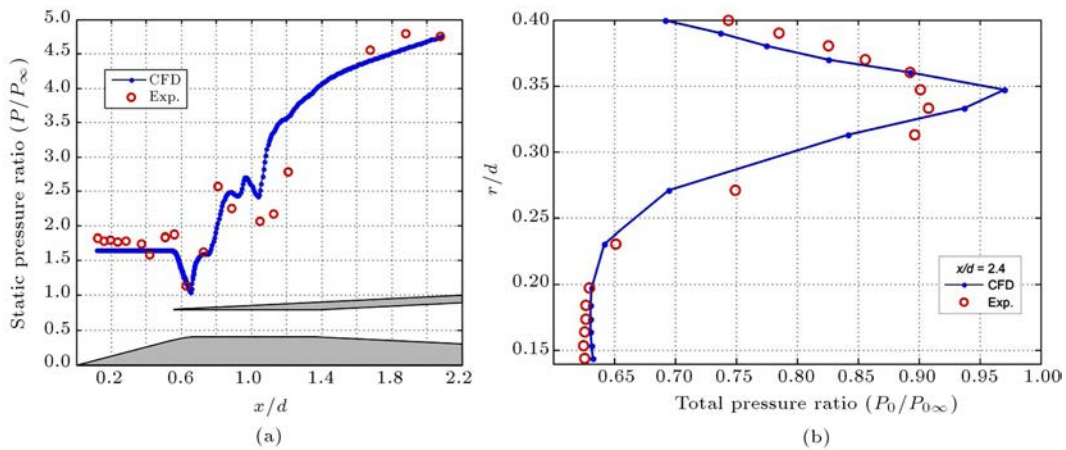 5.0
4.5
4.0
3.5
3.0
2.5
2.0
1.5
1.0
0.5
0.0
Static pressure ratio (P/P∞)
CFD
Exp.
0.2 0.6 1.0 1.4 1.8 2.2
x/d
(a)
0.40
0.35
0.30
0.25
0.20
0.15
r/d
x/d = 2.4
CFD
Exp.
0.65 0.70 0.75 0.80 0.85 0.90 0.95 1.00
Total pressure ratio (P₀/P₀∞)
(b)